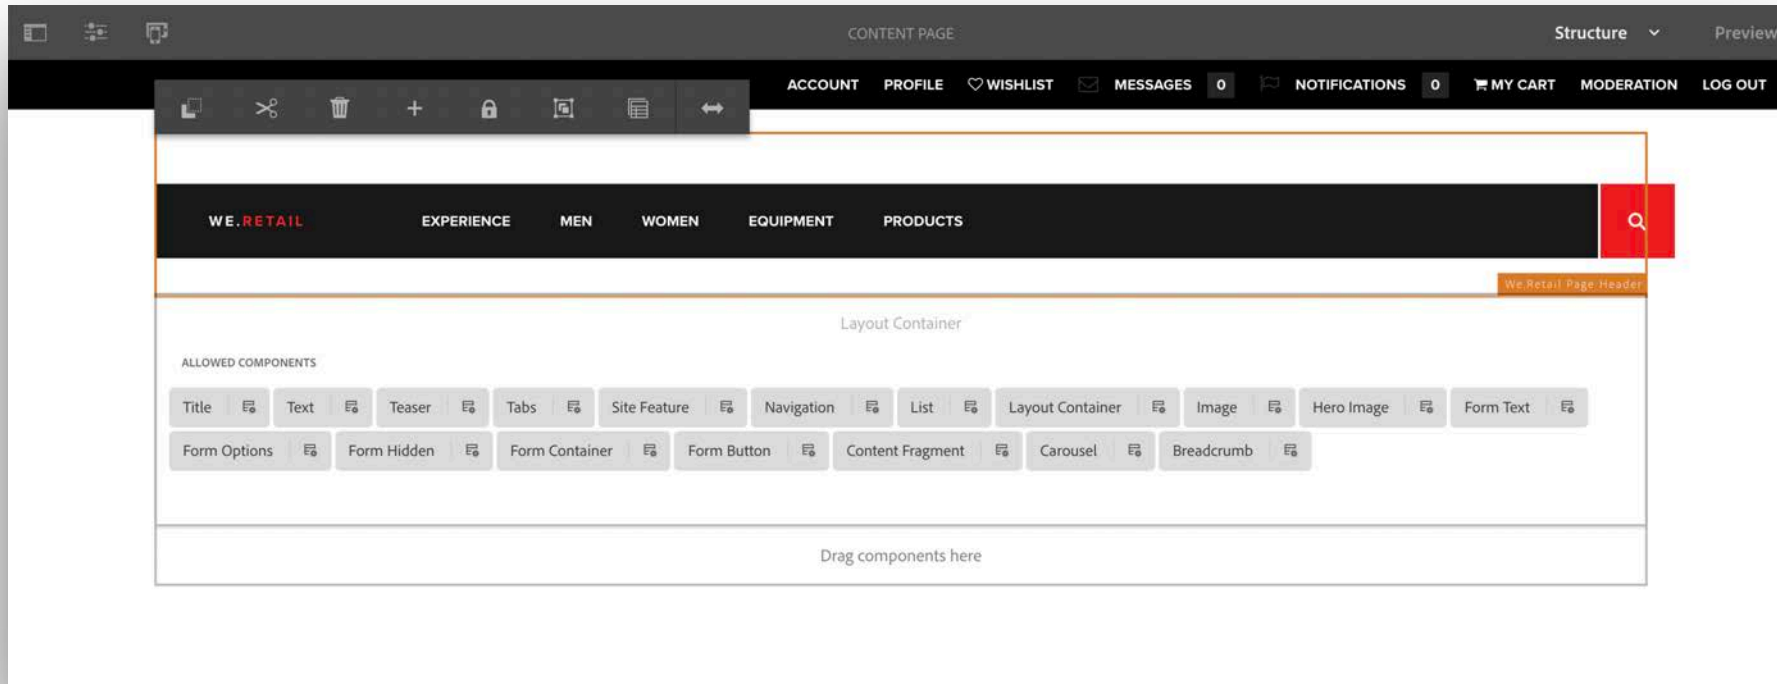 CONTENT PAGE Structure Preview
ACCOUNT PROFILE WISHLIST MESSAGES 0 NOTIFICATIONS 0 MY CART MODERATION LOG OUT
WE.RETAIL EXPERIENCE MEN WOMEN EQUIPMENT PRODUCTS
We.Retail Page Header
Layout Container
ALLOWED COMPONENTS
Title Text Teaser Tabs Site Feature Navigation List Layout Container Image Hero Image Form Text
Form Options Form Hidden Form Container Form Button Content Fragment Carousel Breadcrumb
Drag components here